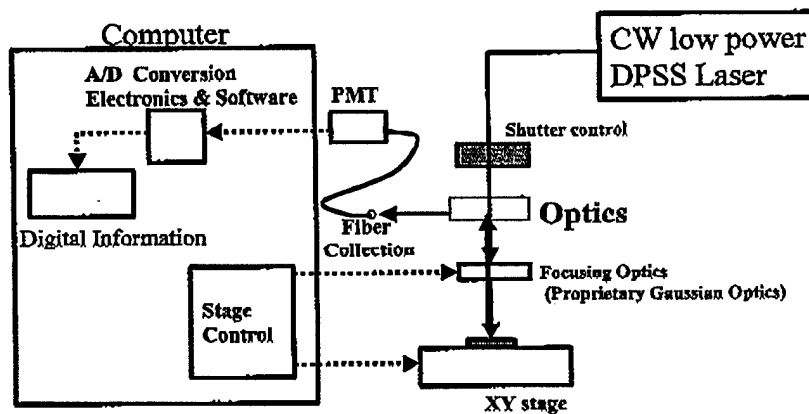 Computer
A/D Conversion
Electronics & Software
PMT
CW low power
DPSS Laser
Shutter control
Optics
Digital Information
Fiber
Collection
Focusing Optics
(Proprietary Gaussian Optics)
Stage
Control
XY stage